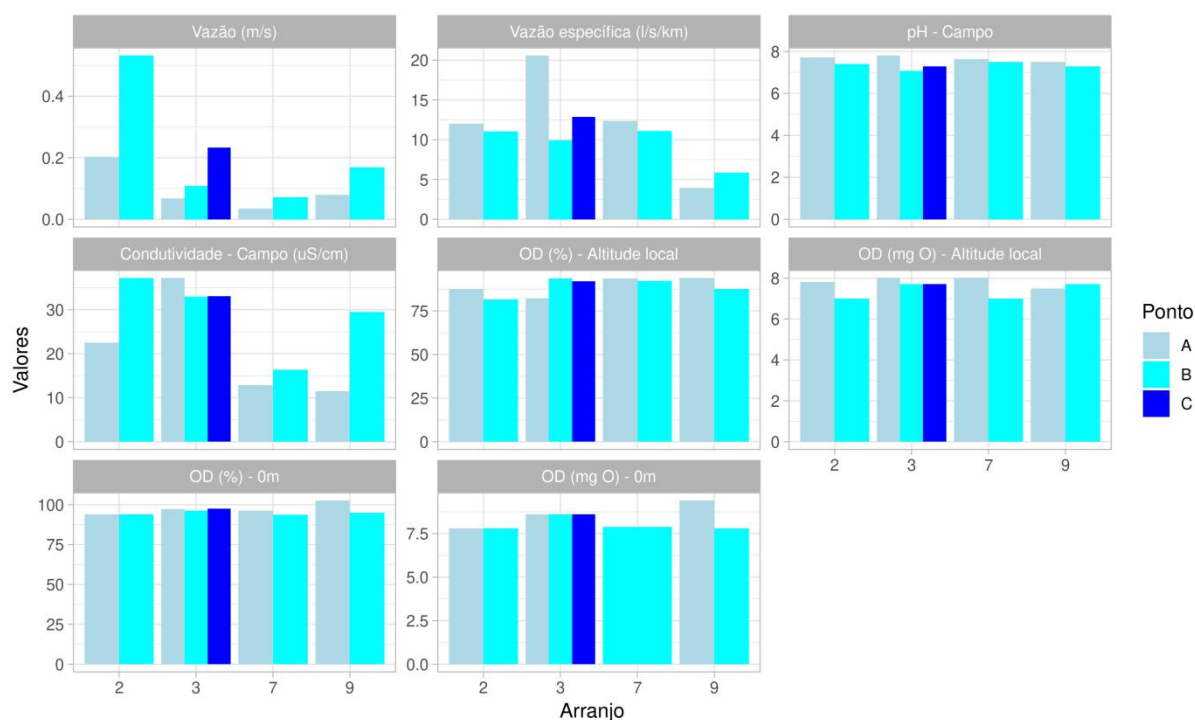 Vazão (m/s)
0.4
0.2
0.0
Vazão específica (l/s/km)
20
15
10
5
0
pH - Campo
8
6
4
2
0
Condutividade - Campo (uS/cm)
30
20
10
0
OD (%) - Altitude local
75
50
25
0
OD (mg O) - Altitude local
8
6
4
2
0
2 3 7 9
OD (%) - 0m
100
75
50
25
0
2 3 7 9
OD (mg O) - 0m
7.5
5.0
2.5
0.0
2 3 7 9
Valores
Arranjo
Ponto
A
B
C